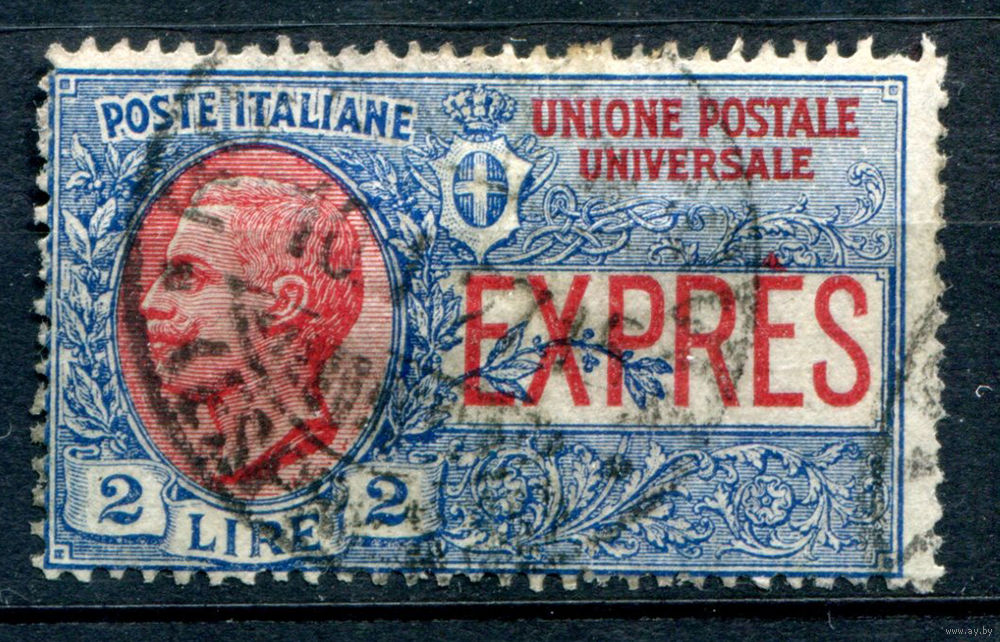 POSTE ITALIANE
UNIONE POSTALE
UNIVERSALE
EXPRÈS
2 LIRE 2
www.ay.by